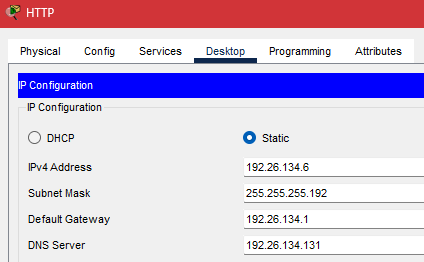 HTTP
Physical Config Services Desktop Programming Attributes
IP Configuration
IP Configuration
DHCP Static
IPv4 Address 192.26.134.6
Subnet Mask 255.255.255.192
Default Gateway 192.26.134.1
DNS Server 192.26.134.131